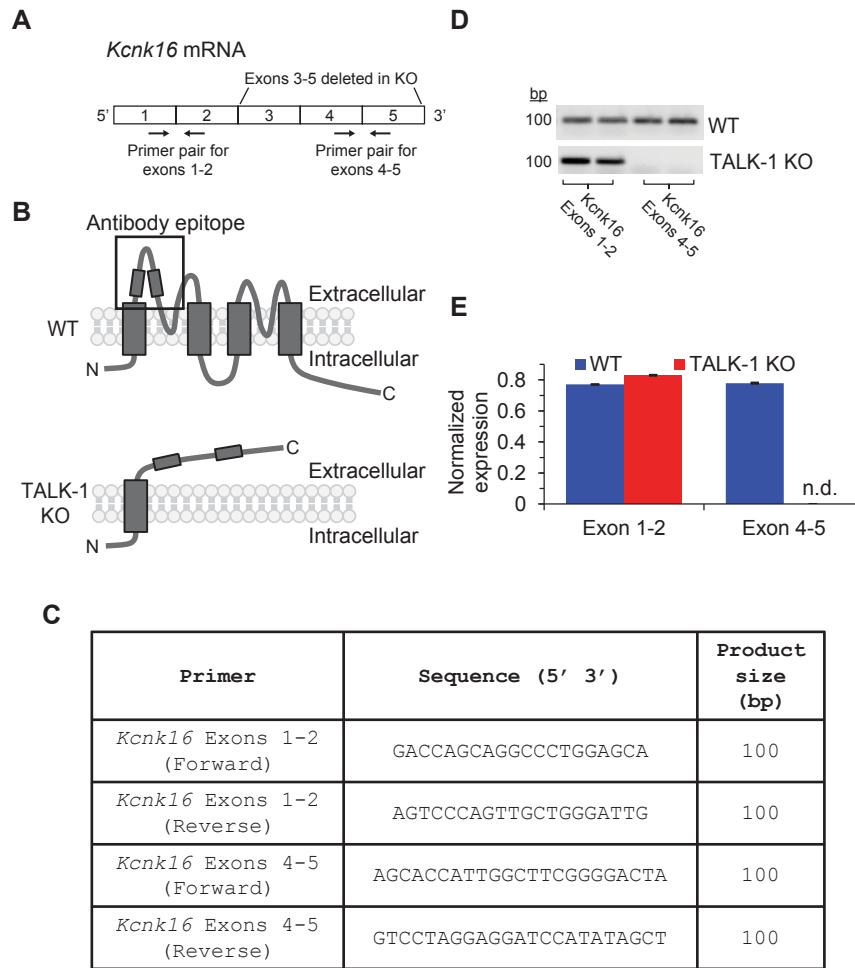 A
Kcnk16 mRNA
Exons 3-5 deleted in KO
5' 1 2 3 4 5 3'
Primer pair for
exons 1-2
Primer pair for
exons 4-5
B
Antibody epitope
Extracellular
WT
Intracellular
N
C
C
Extracellular
TALK-1
KO
N
Intracellular
C
Primer
Sequence (5’ 3’)
Product
size
(bp)
Kcnk16 Exons 1-2
(Forward)
GACCAGCAGGCCCTGGAGCA
100
Kcnk16 Exons 1-2
(Reverse)
AGTCCCAGTTGCTGGGATTG
100
Kcnk16 Exons 4-5
(Forward)
AGCACCATTGGCTTCGGGGACTA
100
Kcnk16 Exons 4-5
(Reverse)
GTCCTAGGAGGATCCATATAGCT
100
D
bp
100 WT
100 TALK-1 KO
Kcnk16
Exons 1-2
Kcnk16
Exons 4-5
E
WT TALK-1 KO
Normalized
expression
0.8
0.6
0.4
0.2
0
n.d.
Exon 1-2 Exon 4-5